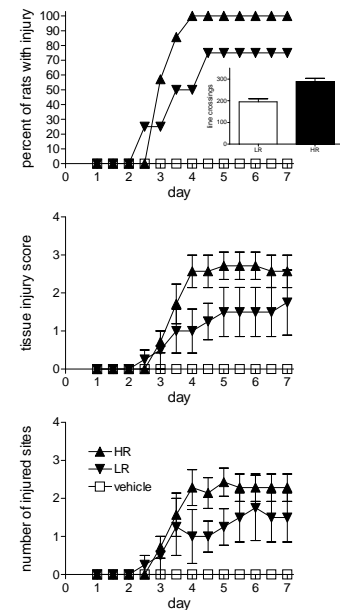 percent of rats with injury
100
90
80
70
60
50
40
30
20
10
0
0 1 2 3 4 5 6 7
day
line crossings
300
200
100
0
LR HR
tissue injury score
4
3
2
1
0
0 1 2 3 4 5 6 7
day
number of injured sites
4
3
2
1
0
HR
LR
vehicle
0 1 2 3 4 5 6 7
day